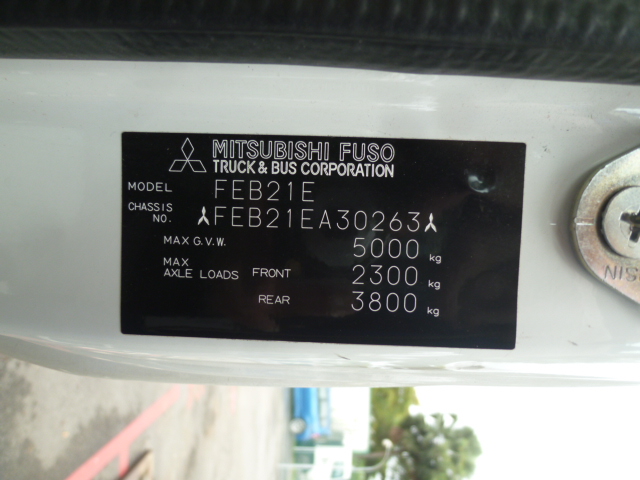 MITSUBISHI FUSO
TRUCK & BUS CORPORATION
MODEL FEB21E
CHASSIS NO. FEB21EA30263
MAX G.V.W. 5000 kg
MAX AXLE LOADS FRONT 2300 kg
REAR 3800 kg